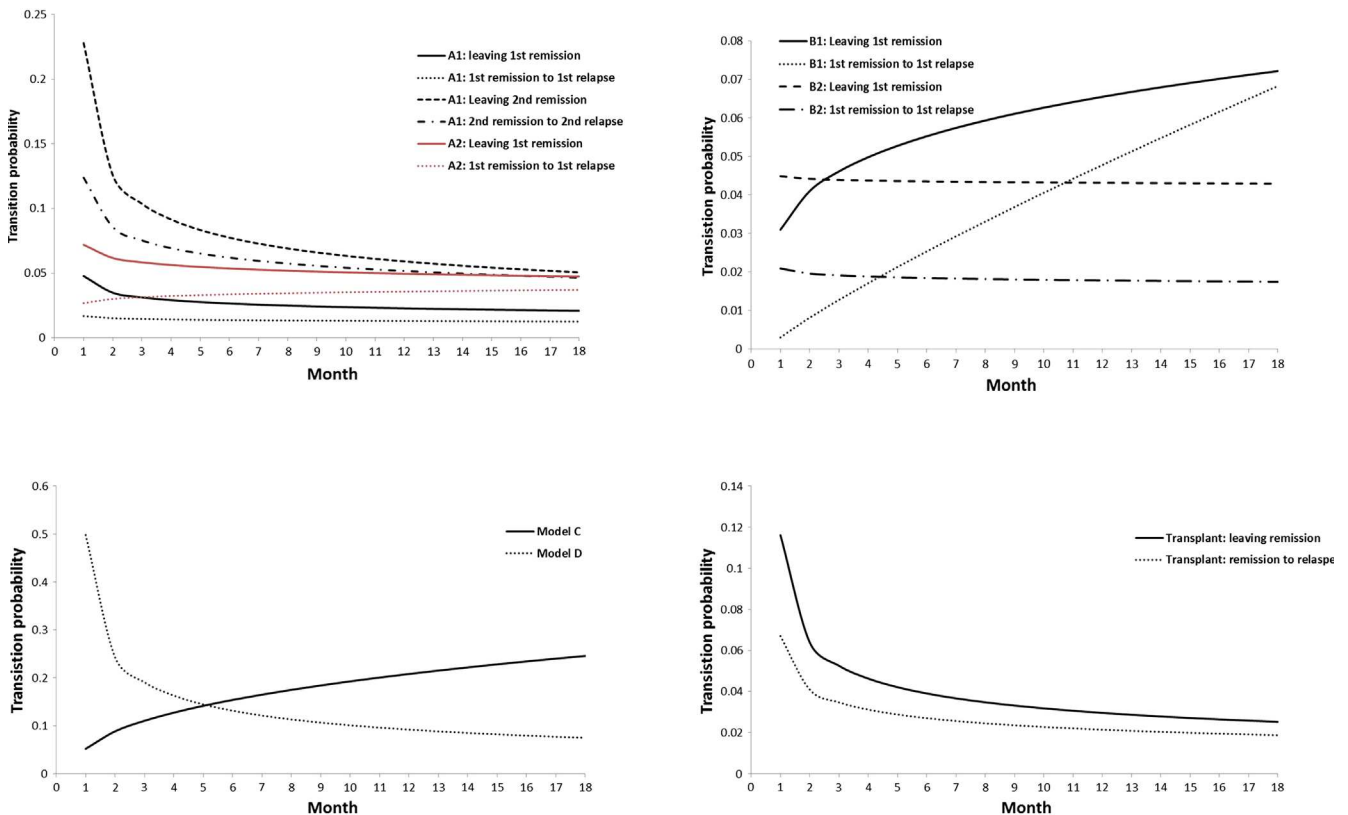 0.25
0.2
0.15
0.1
0.05
0
Transition probability
A1: leaving 1st remission
A1: 1st remission to 1st relapse
A1: Leaving 2nd remission
A1: 2nd remission to 2nd relapse
A2: Leaving 1st remission
A2: 1st remission to 1st relapse
0 1 2 3 4 5 6 7 8 9 10 11 12 13 14 15 16 17 18
Month
0.08
0.07
0.06
0.05
0.04
0.03
0.02
0.01
0
Transistion probability
B1: Leaving 1st remission
B1: 1st remission to 1st relapse
B2: Leaving 1st remission
B2: 1st remission to 1st relapse
0 1 2 3 4 5 6 7 8 9 10 11 12 13 14 15 16 17 18
Month
0.6
0.5
0.4
0.3
0.2
0.1
0
Transistion probability
Model C
Model D
0 1 2 3 4 5 6 7 8 9 10 11 12 13 14 15 16 17 18
Month
0.14
0.12
0.1
0.08
0.06
0.04
0.02
0
Transistion probability
Transplant: leaving remission
Transplant: remission to relaspe
0 1 2 3 4 5 6 7 8 9 10 11 12 13 14 15 16 17 18
Month